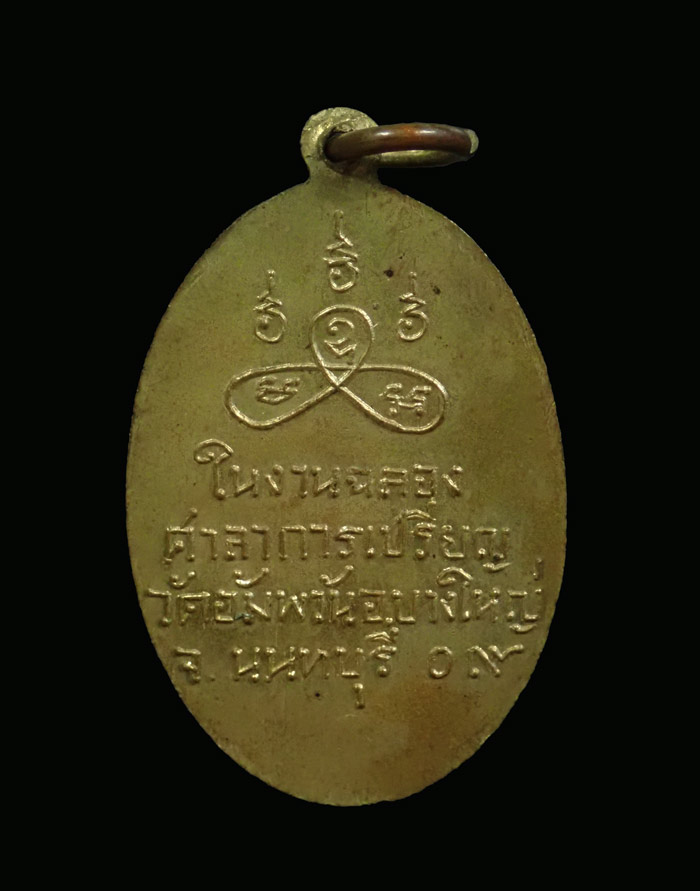 ในงานฉลอง
ศาลาการเปรียญ
วัดอัมพวันอ.บางใหญ่
จ. นนทบุรี ๑๙